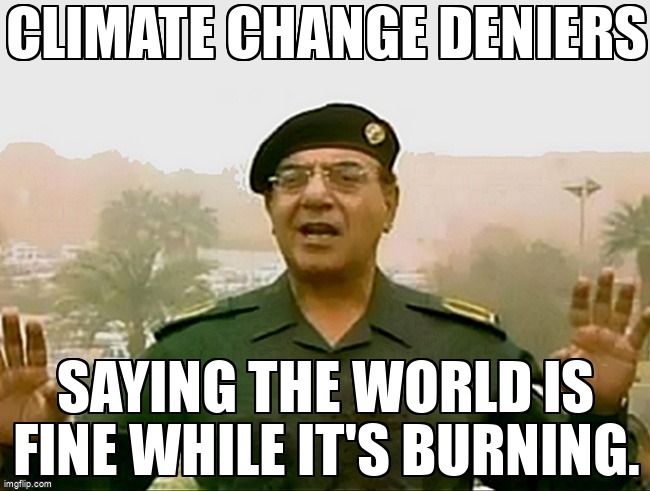 CLIMATE CHANGE DENIERS
SAYING THE WORLD IS
FINE WHILE IT'S BURNING.
imgflip.com